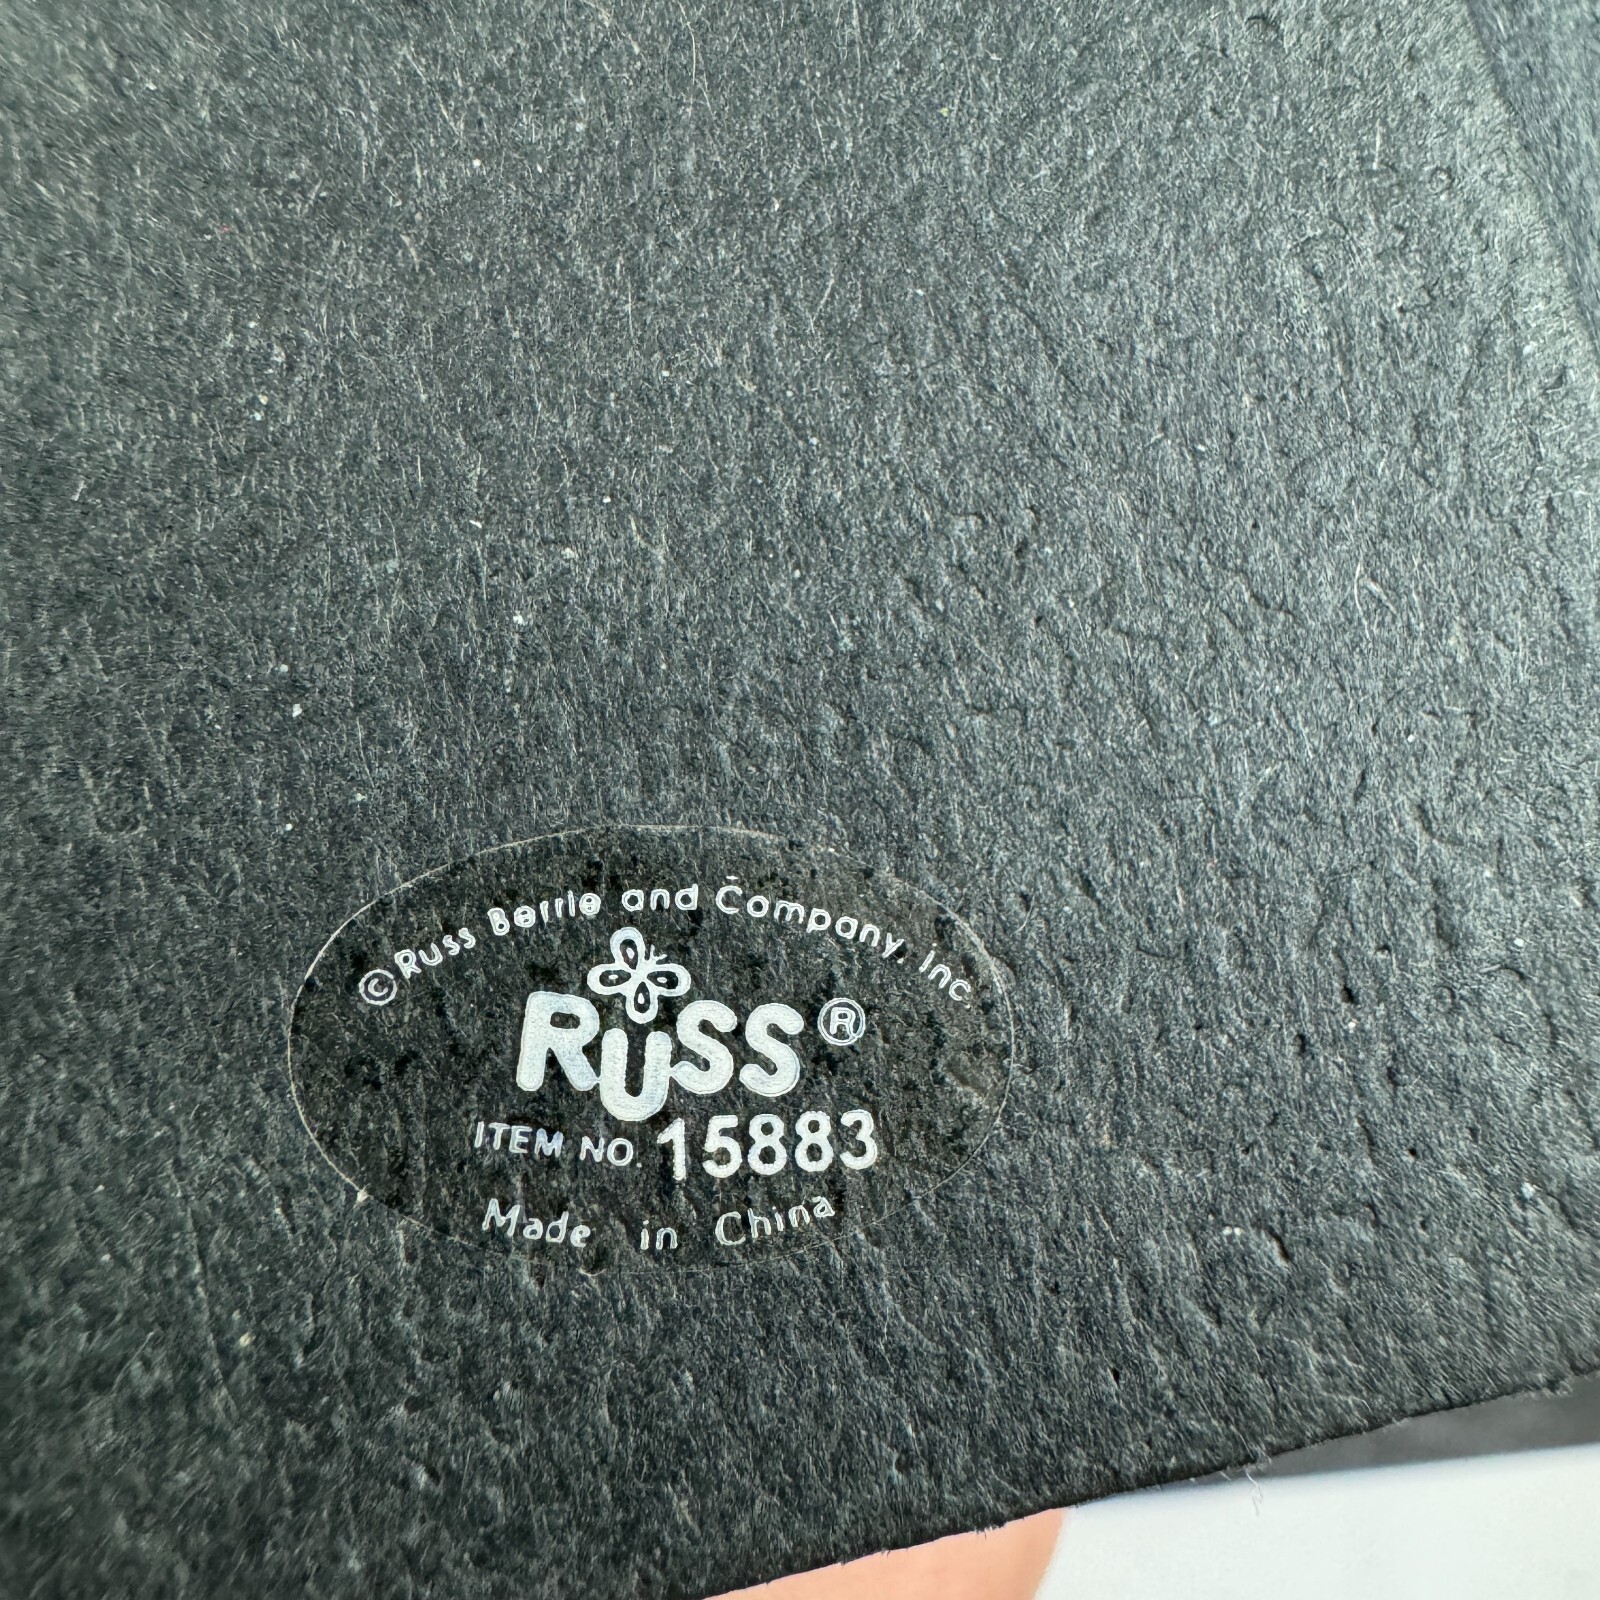 © Russ Berrie and Company, Inc.
RUSS®
ITEM NO. 15883
Made in China